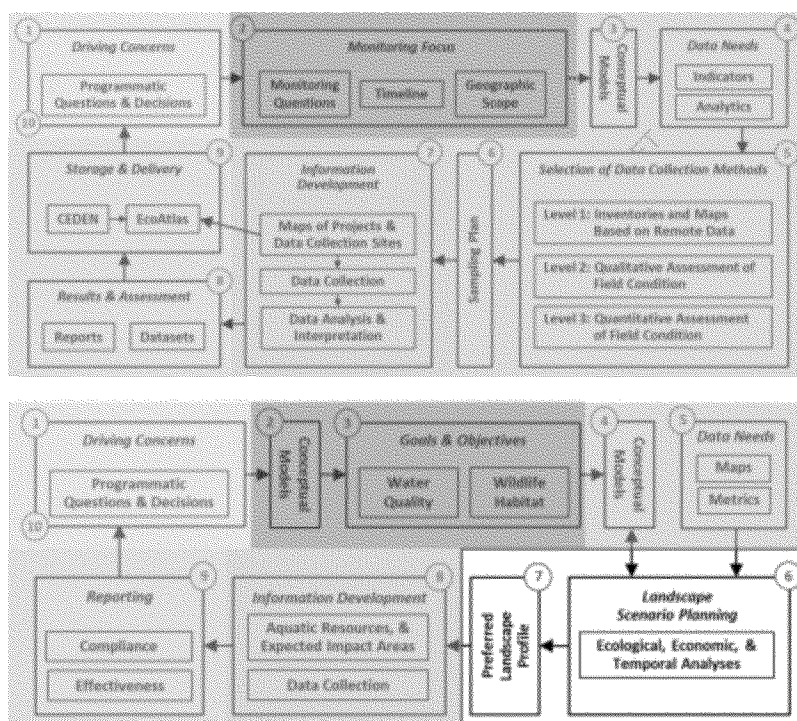 1
Driving Concerns
Programmatic
Questions & Decisions
10
2
Monitoring Focus
Monitoring
Questions
Timeline
Geographic
Scope
3
Conceptual
Models
4
Data Needs
Indicators
Analytics
9
Storage & Delivery
CEDEN
EcoAtlas
7
Information
Development
Maps of Projects &
Data Collection Sites
Data Collection
Data Analysis &
Interpretation
6
Sampling Plan
5
Selection of Data Collection Methods
Level 1: Inventories and Maps
Based on Remote Data
Level 2: Qualitative Assessment of
Field Condition
Level 3: Quantitative Assessment
of Field Condition
8
Results & Assessment
Reports
Datasets
1
Driving Concerns
Programmatic
Questions & Decisions
10
2
Conceptual
Models
3
Goals & Objectives
Water
Quality
Wildlife
Habitat
4
Conceptual
Models
5
Data Needs
Maps
Metrics
9
Reporting
Compliance
Effectiveness
8
Information Development
Aquatic Resources, &
Expected Impact Areas
Data Collection
7
Preferred
Landscape
Profile
6
Landscape
Scenario Planning
Ecological, Economic, &
Temporal Analyses